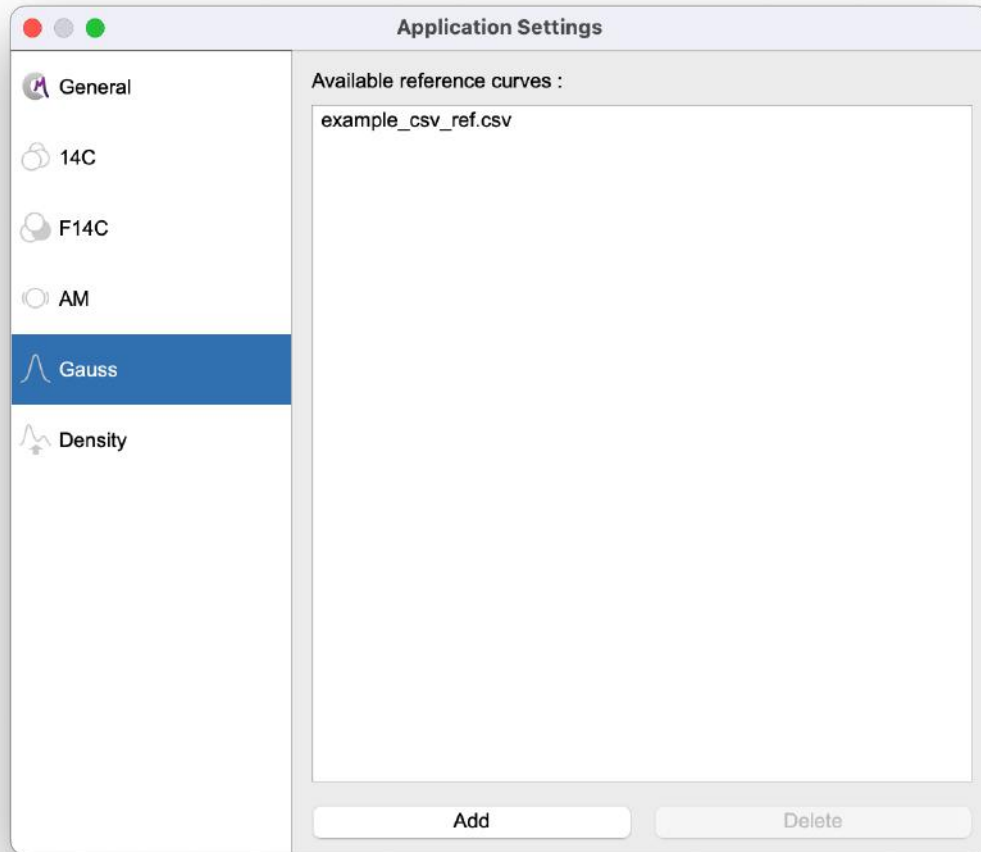 Application Settings
General
14C
F14C
AM
Gauss
Density
Available reference curves :
example_csv_ref.csv
Add
Delete